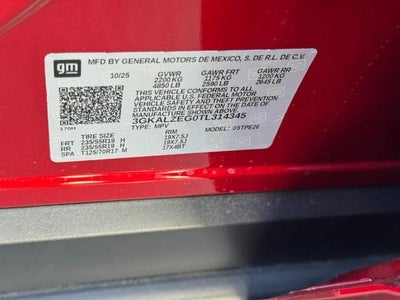 gm
MFD BY GENERAL MOTORS DE MEXICO, S. DE R.L. DE C.V.
10/25 GVWR GAWR FRT GAWR RR
2200 KG 1175 KG 1200 KG
4850 LB 2590 LB 2645 LB
THIS VEHICLE CONFORMS TO ALL
APPLICABLE U.S. FEDERAL MOTOR
VEHICLE SAFETY AND THEFT
PREVENTION STANDARDS IN EFFECT
ON THE DATE OF
MANUFACTURE SHOWN ABOVE.
3GKALZEG0TL314345
TYPE: MPV
TIRE SIZE RIM MODEL: 0STPE26
FRT 235/55R19 H 19X7.5J
RR 235/55R19 H 19X7.5J
SPA T125/70R17 M 17X4BT